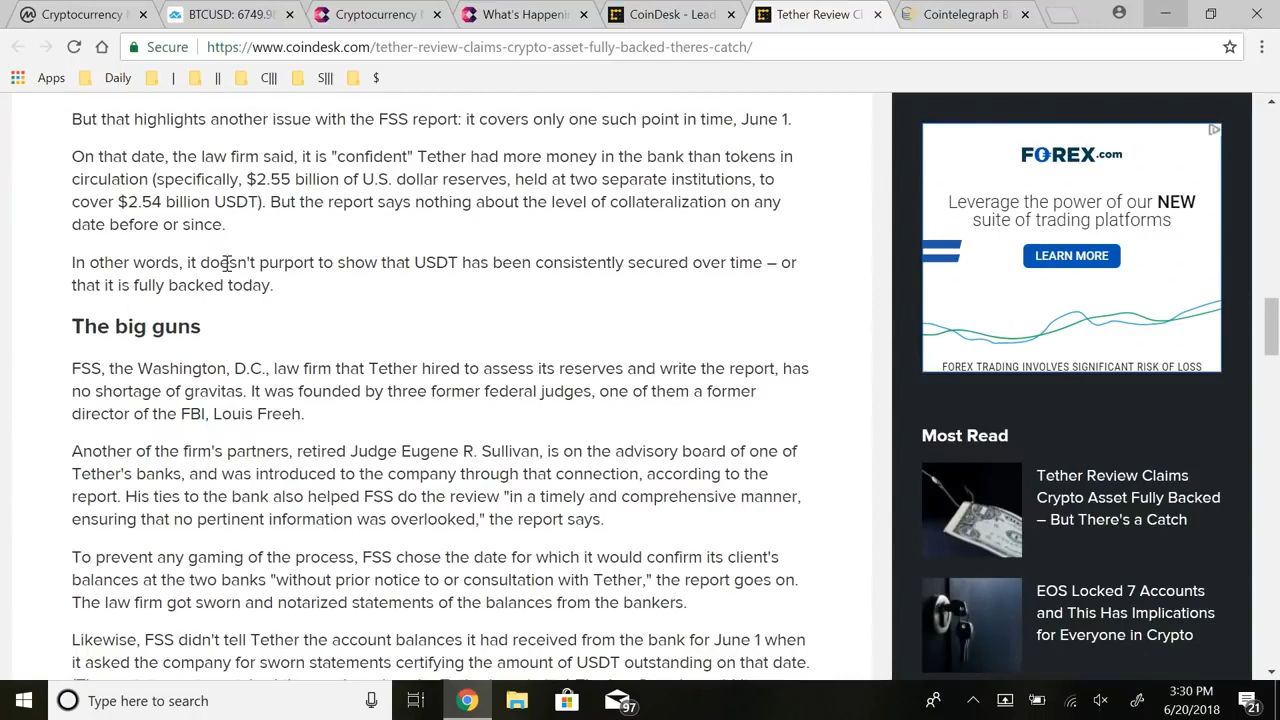 Cryptocurrency
BTCUSD: 6749.9
Cryptocurrency
What's Happenin
CoinDesk - Lead
Tether Review Cl
Cointelegraph B
Secure
https://www.coindesk.com/tether-review-claims-crypto-asset-fully-backed-theres-catch/
Apps
Daily
|
||
C|||
S|||
$
But that highlights another issue with the FSS report: it covers only one such point in time, June 1.
On that date, the law firm said, it is "confident" Tether had more money in the bank than tokens in
circulation (specifically, $2.55 billion of U.S. dollar reserves, held at two separate institutions, to
cover $2.54 billion USDT). But the report says nothing about the level of collateralization on any
date before or since.
In other words, it doesn't purport to show that USDT has been consistently secured over time – or
that it is fully backed today.
The big guns
FSS, the Washington, D.C., law firm that Tether hired to assess its reserves and write the report, has
no shortage of gravitas. It was founded by three former federal judges, one of them a former
director of the FBI, Louis Freeh.
Another of the firm's partners, retired Judge Eugene R. Sullivan, is on the advisory board of one of
Tether's banks, and was introduced to the company through that connection, according to the
report. His ties to the bank also helped FSS do the review "in a timely and comprehensive manner,
ensuring that no pertinent information was overlooked," the report says.
To prevent any gaming of the process, FSS chose the date for which it would confirm its client's
balances at the two banks "without prior notice to or consultation with Tether," the report goes on.
The law firm got sworn and notarized statements of the balances from the bankers.
Likewise, FSS didn't tell Tether the account balances it had received from the bank for June 1 when
it asked the company for sworn statements certifying the amount of USDT outstanding on that date.
FOREX.com
Leverage the power of our NEW
suite of trading platforms
LEARN MORE
FOREX TRADING INVOLVES SIGNIFICANT RISK OF LOSS
Most Read
Tether Review Claims
Crypto Asset Fully Backed
– But There's a Catch
EOS Locked 7 Accounts
and This Has Implications
for Everyone in Crypto
Type here to search
97
3:30 PM
6/20/2018
21